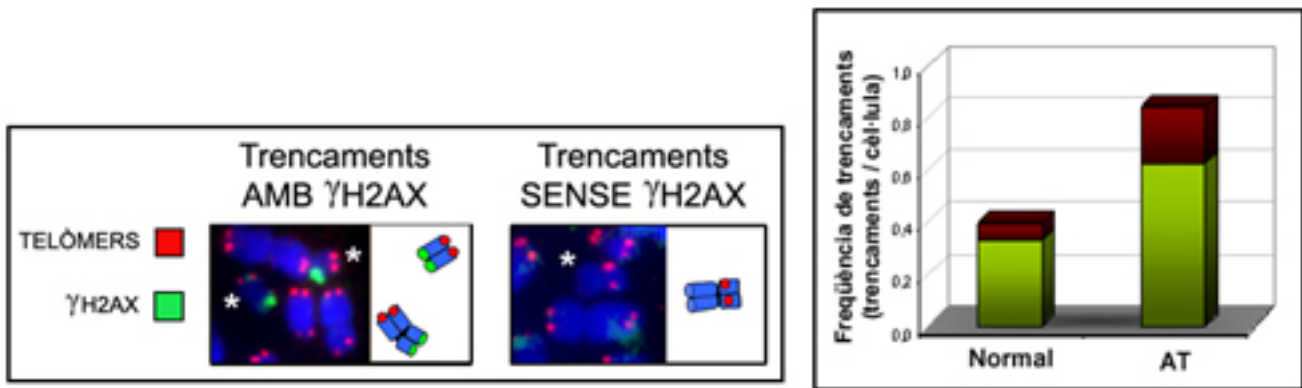 Trencaments
AMB γH2AX
Trencaments
SENSE γH2AX
TELÒMERS
γH2AX
*
*
*
Freqüència de trencaments
(trencaments / cèl·lula)
1,0
0,8
0,6
0,4
0,2
0,0
Normal
AT